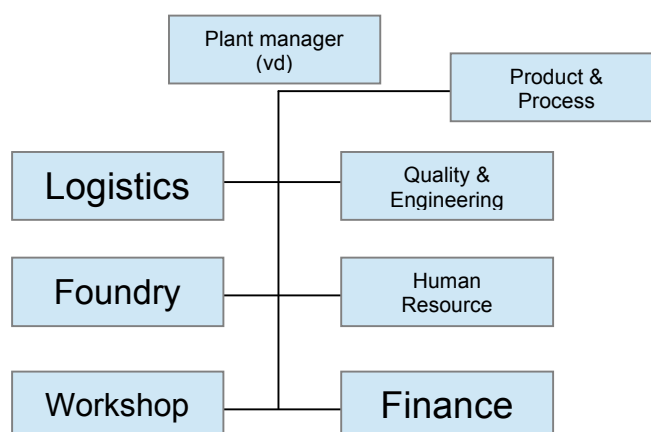 Plant manager
(vd)
Product &
Process
Logistics
Quality &
Engineering
Foundry
Human
Resource
Workshop
Finance